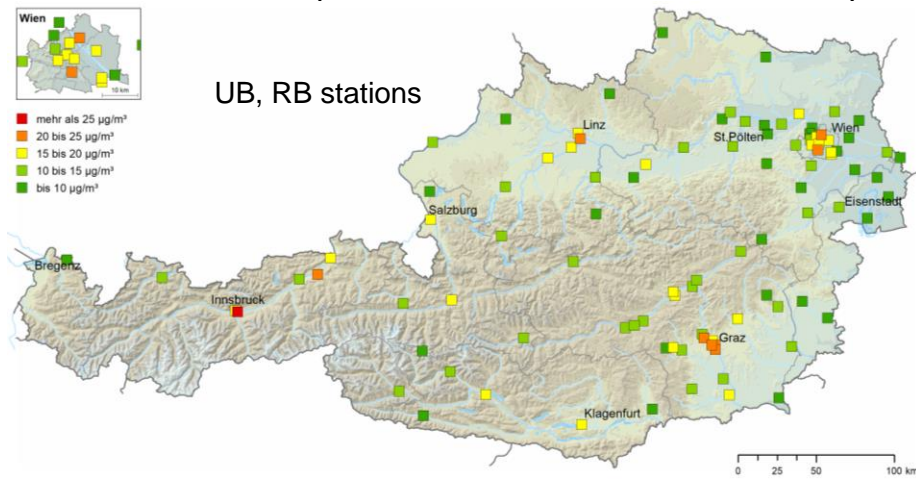 Wien
10 km
UB, RB stations
mehr als 25 µg/m³
20 bis 25 µg/m³
15 bis 20 µg/m³
10 bis 15 µg/m³
bis 10 µg/m³
Linz
St.Pölten
Wien
Salzburg
Eisenstadt
Bregenz
Innsbruck
Graz
Klagenfurt
0 25 50 100 km